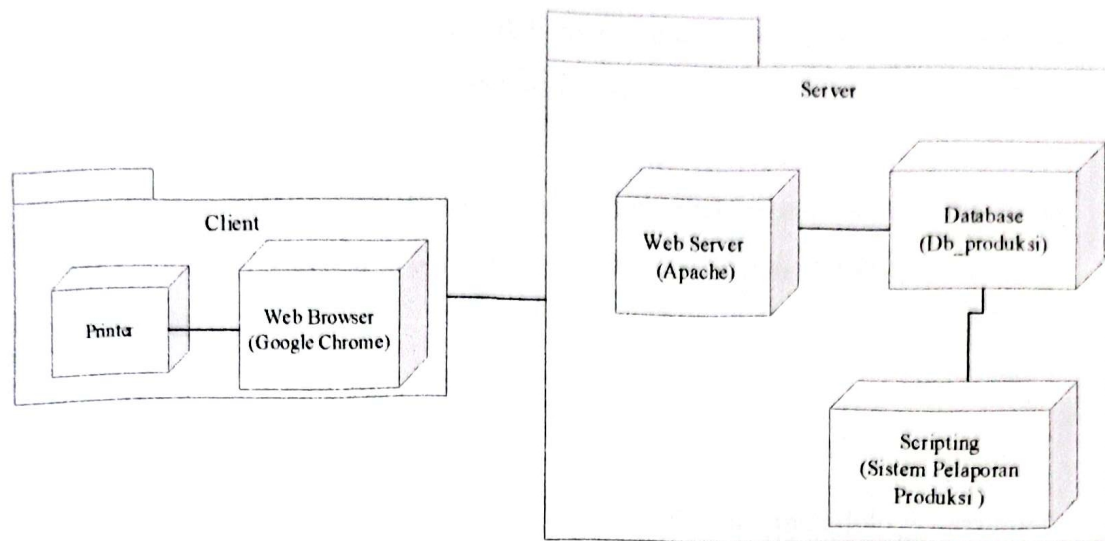 Server
Client
Web Server
(Apache)
Database
(Db_produksi)
Printer
Web Browser
(Google Chrome)
Scripting
(Sistem Pelaporan
Produksi )